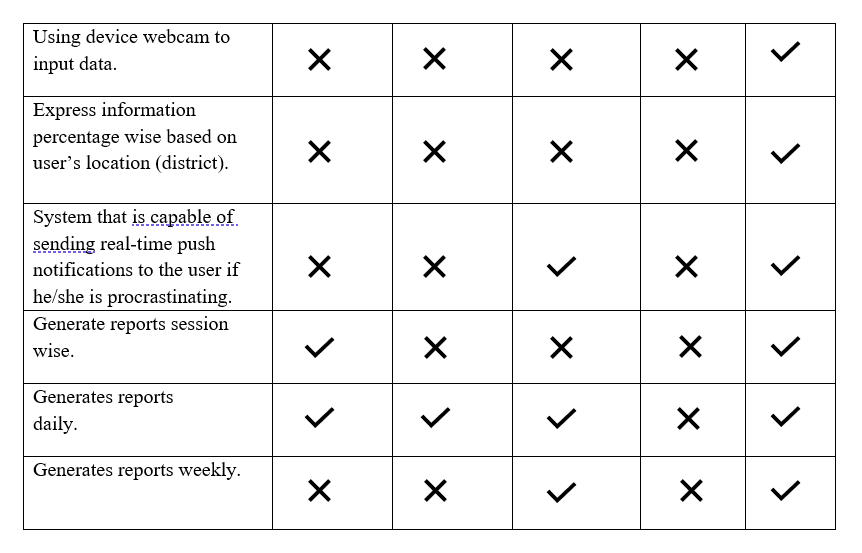 Using device webcam to
input data.
Express information
percentage wise based on
user’s location (district).
System that is capable of
sending real-time push
notifications to the user if
he/she is procrastinating.
Generate reports session
wise.
Generates reports
daily.
Generates reports weekly.